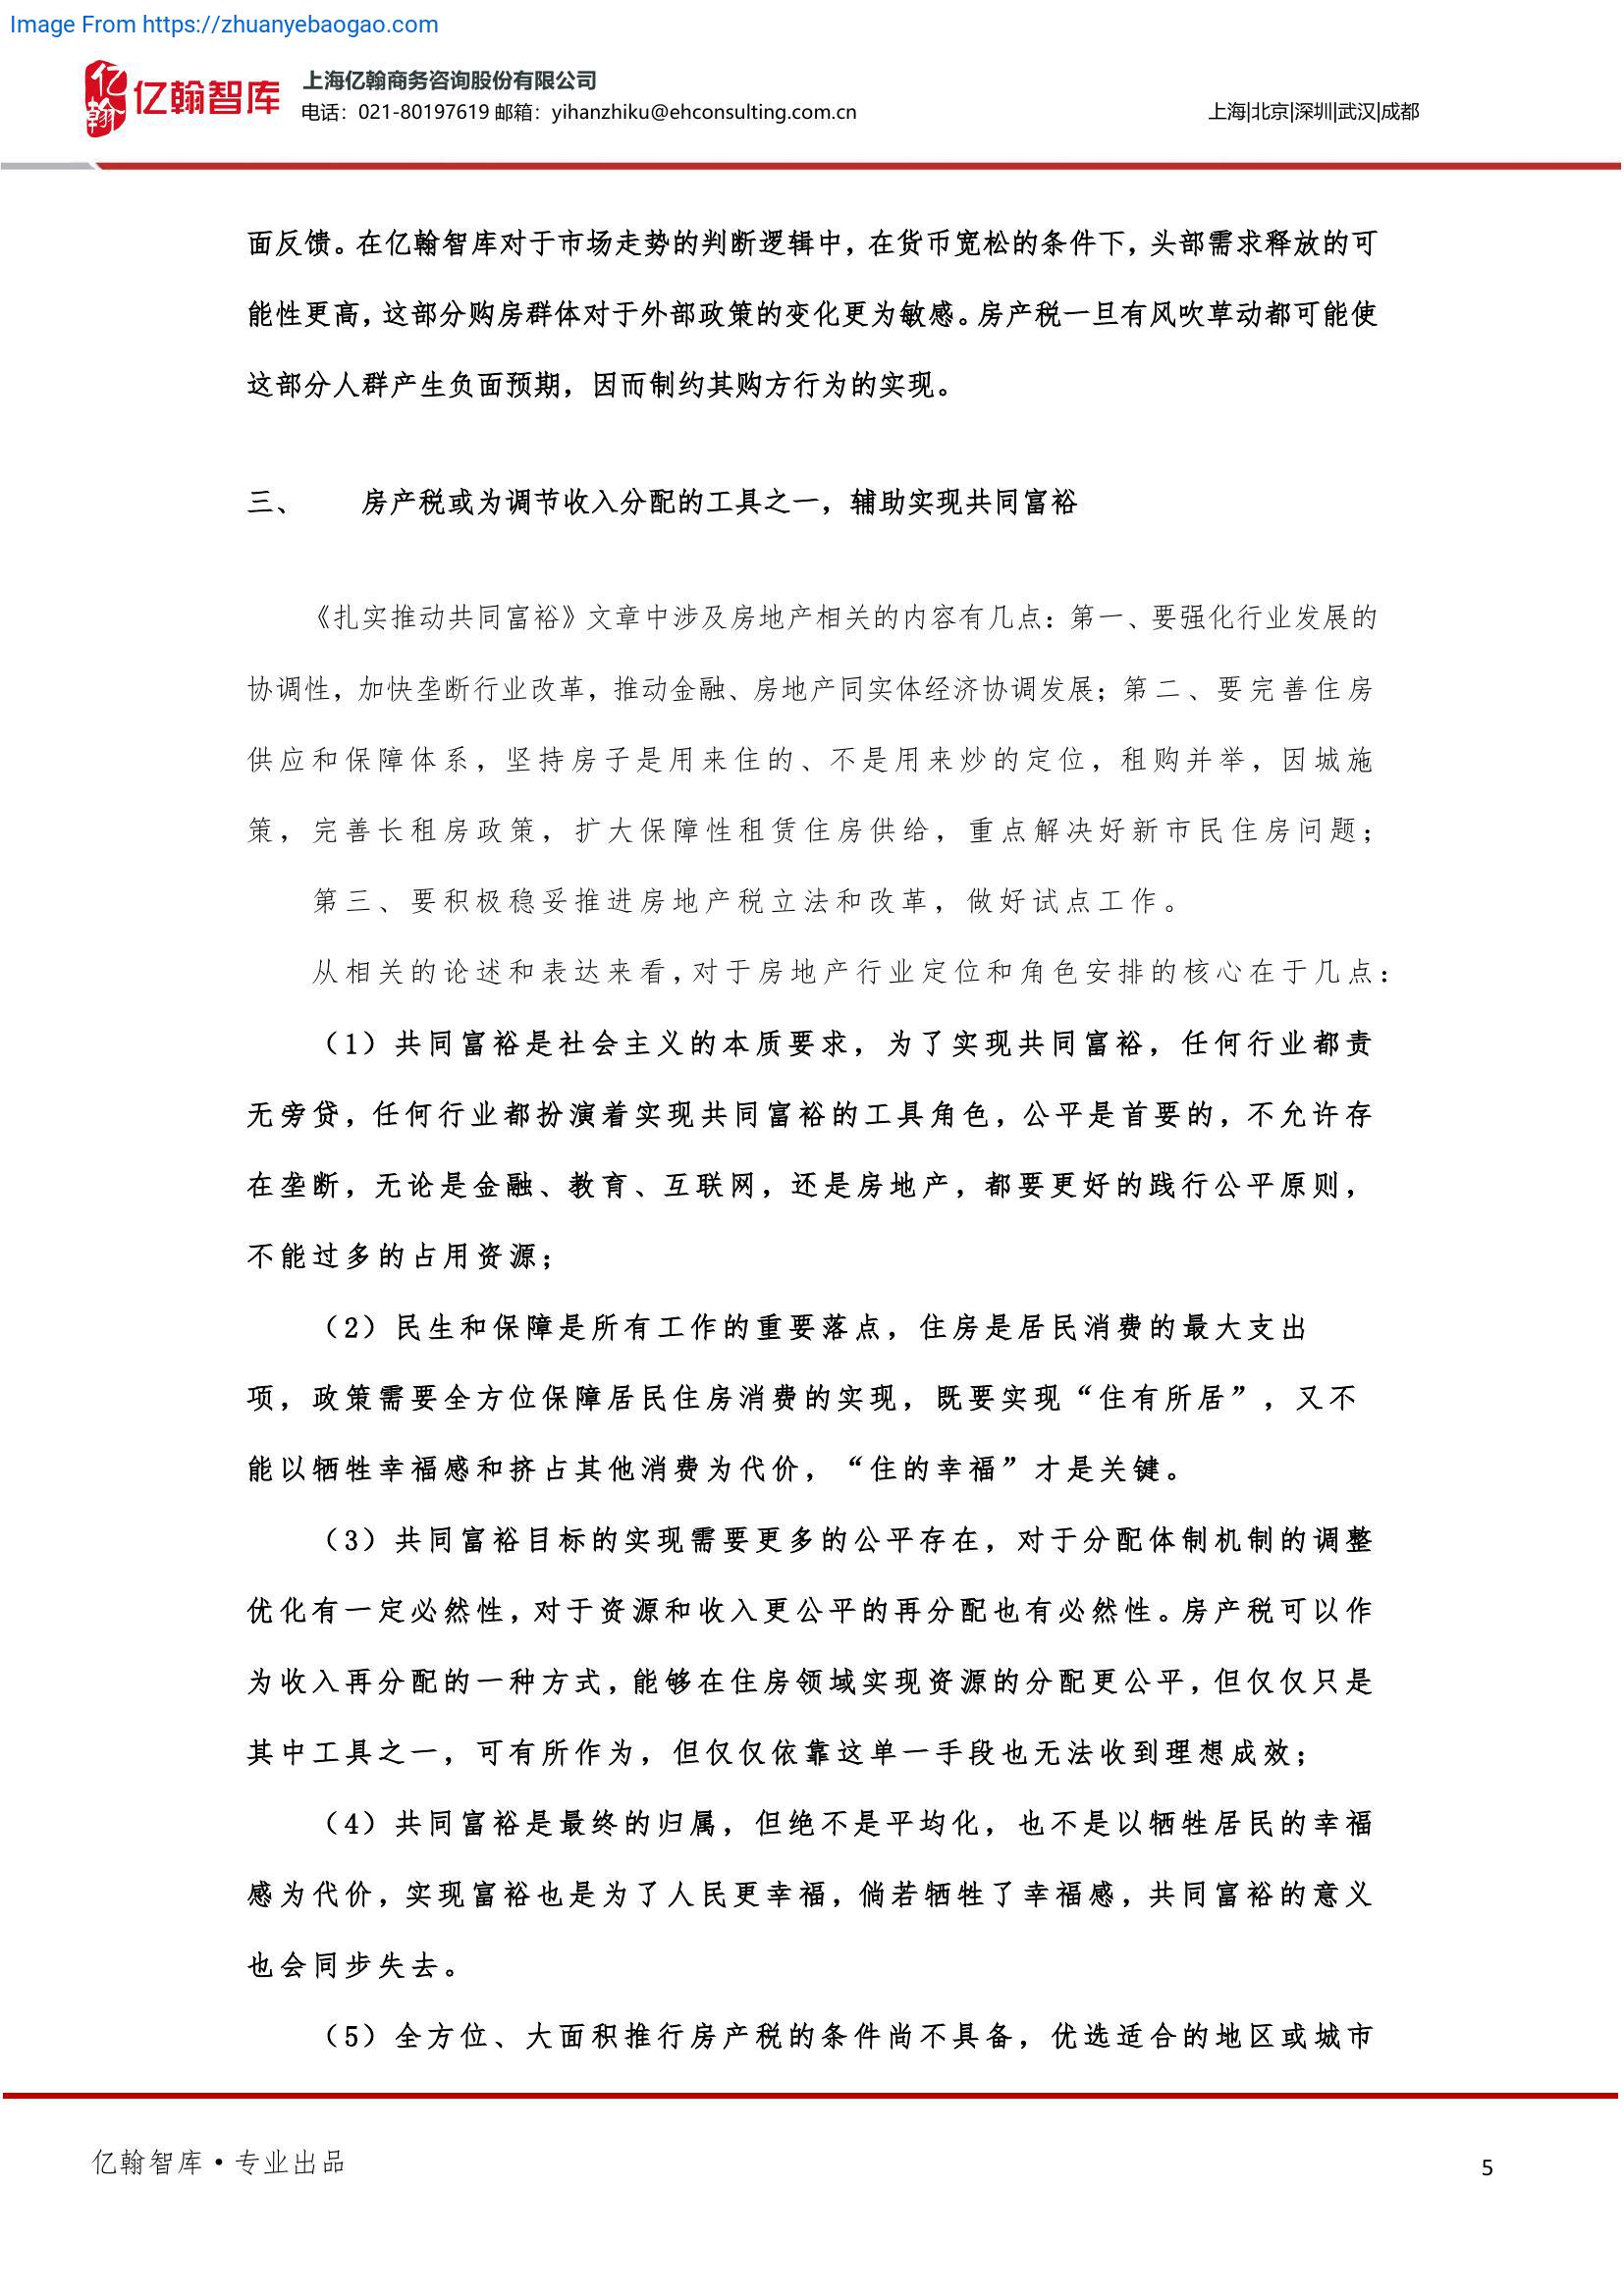 Image From https://zhuanyebaogao.com
亿翰
亿翰智库
上海亿翰商务咨询股份有限公司
电话：021-80197619 邮箱：yihanzhiku@ehconsulting.com.cn
上海|北京|深圳|武汉|成都
面反馈。在亿翰智库对于市场走势的判断逻辑中，在货币宽松的条件下，头部需求释放的可
能性更高，这部分购房群体对于外部政策的变化更为敏感。房产税一旦有风吹草动都可能使
这部分人群产生负面预期，因而制约其购方行为的实现。
三、 房产税或为调节收入分配的工具之一，辅助实现共同富裕
《扎实推动共同富裕》文章中涉及房地产相关的内容有几点：第一、要强化行业发展的
协调性，加快垄断行业改革，推动金融、房地产同实体经济协调发展；第二、要完善住房
供应和保障体系，坚持房子是用来住的、不是用来炒的定位，租购并举，因城施
策，完善长租房政策，扩大保障性租赁住房供给，重点解决好新市民住房问题；
第三、要积极稳妥推进房地产税立法和改革，做好试点工作。
从相关的论述和表达来看，对于房地产行业定位和角色安排的核心在于几点：
（1）共同富裕是社会主义的本质要求，为了实现共同富裕，任何行业都责
无旁贷，任何行业都扮演着实现共同富裕的工具角色，公平是首要的，不允许存
在垄断，无论是金融、教育、互联网，还是房地产，都要更好的践行公平原则，
不能过多的占用资源；
（2）民生和保障是所有工作的重要落点，住房是居民消费的最大支出
项，政策需要全方位保障居民住房消费的实现，既要实现“住有所居”，又不
能以牺牲幸福感和挤占其他消费为代价，“住的幸福”才是关键。
（3）共同富裕目标的实现需要更多的公平存在，对于分配体制机制的调整
优化有一定必然性，对于资源和收入更公平的再分配也有必然性。房产税可以作
为收入再分配的一种方式，能够在住房领域实现资源的分配更公平，但仅仅只是
其中工具之一，可有所作为，但仅仅依靠这单一手段也无法收到理想成效；
（4）共同富裕是最终的归属，但绝不是平均化，也不是以牺牲居民的幸福
感为代价，实现富裕也是为了人民更幸福，倘若牺牲了幸福感，共同富裕的意义
也会同步失去。
（5）全方位、大面积推行房产税的条件尚不具备，优选适合的地区或城市
亿翰智库•专业出品
5